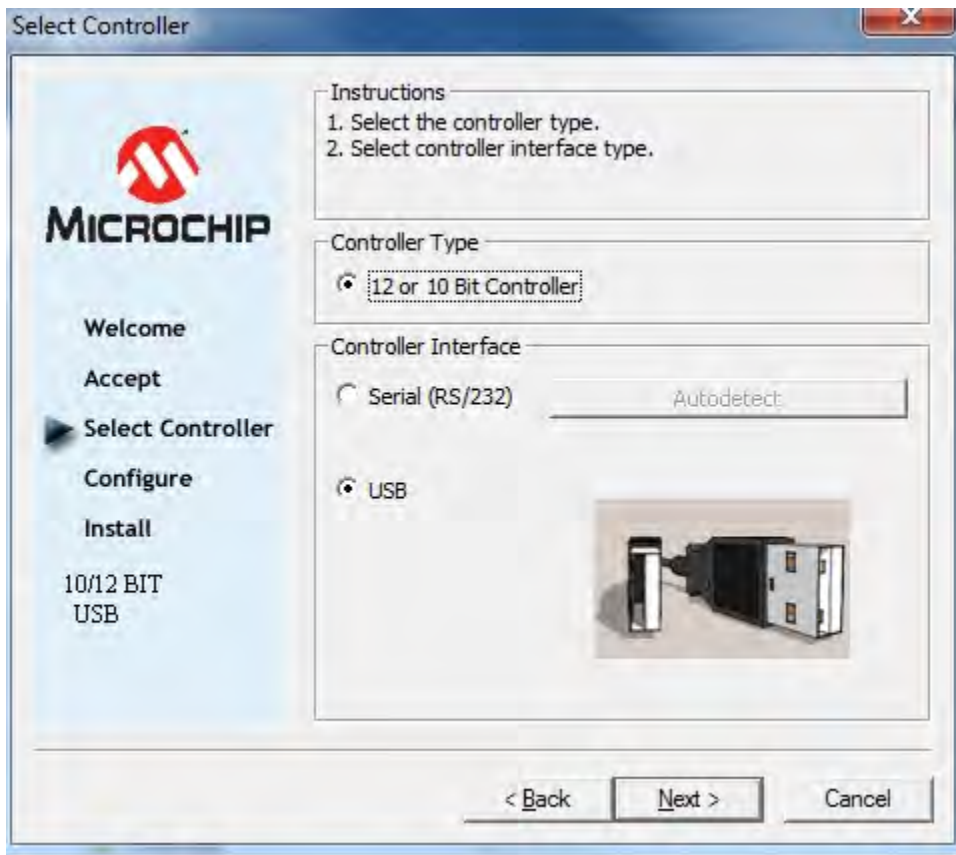 Select Controller
Instructions
1. Select the controller type.
2. Select controller interface type.
MICROCHIP
Controller Type
12 or 10 Bit Controller
Welcome
Accept
Select Controller
Configure
Install
10/12 BIT
USB
Controller Interface
Serial (RS/232)
Autodetect
USB
< Back
Next >
Cancel